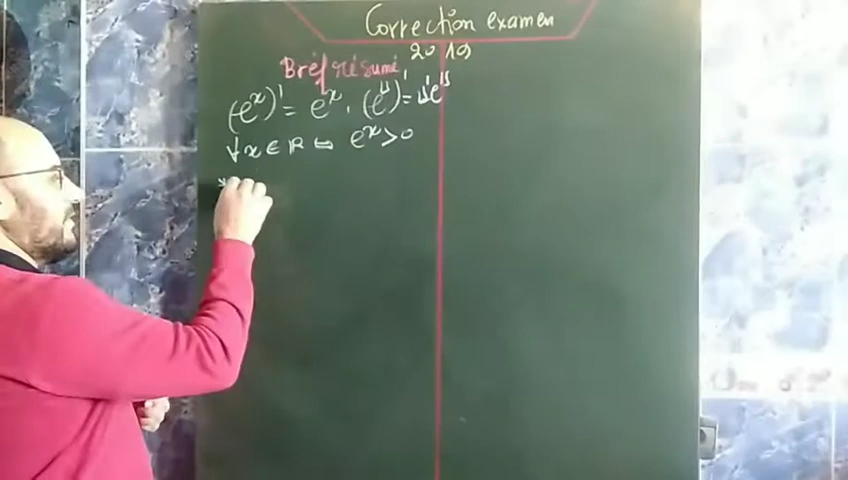 Correction examen
2019
Bref résumé
(e^x)' = e^x , (e^u)' = u'e^u
∀x ∈ ℝ ⇔ e^x > 0
*